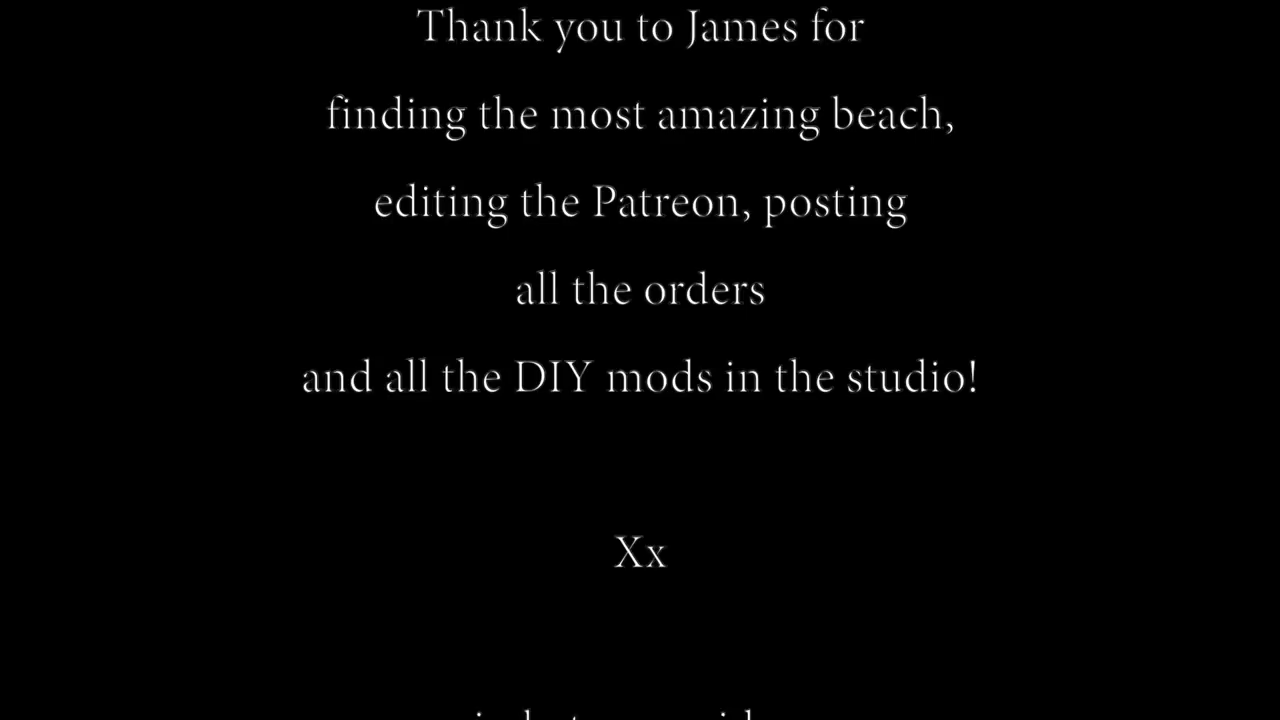 Thank you to James for
finding the most amazing beach,
editing the Patreon, posting
all the orders
and all the DIY mods in the studio!
Xx